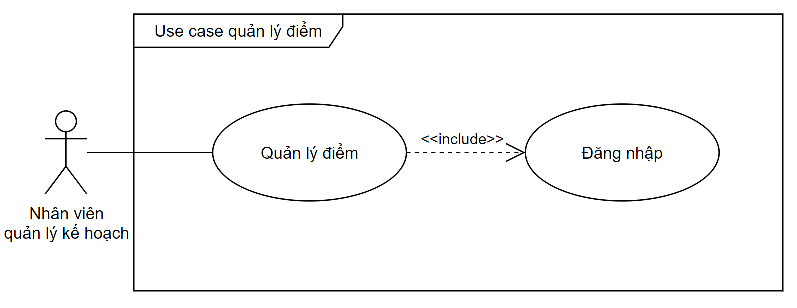 Use case quản lý điểm
Quản lý điểm
<<include>>
Đăng nhập
Nhân viên
quản lý kế hoạch